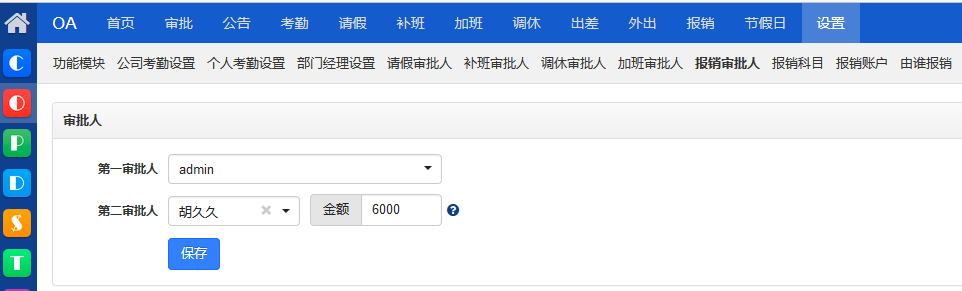 OA 首页 审批 公告 考勤 请假 补班 加班 调休 出差 外出 报销 节假日 设置
功能模块 公司考勤设置 个人考勤设置 部门经理设置 请假审批人 补班审批人 调休审批人 加班审批人 报销审批人 报销科目 报销账户 由谁报销
C
O
P
D
$
T
审批人
第一审批人 admin
第二审批人 胡久久 × 金额 6000 ?
保存